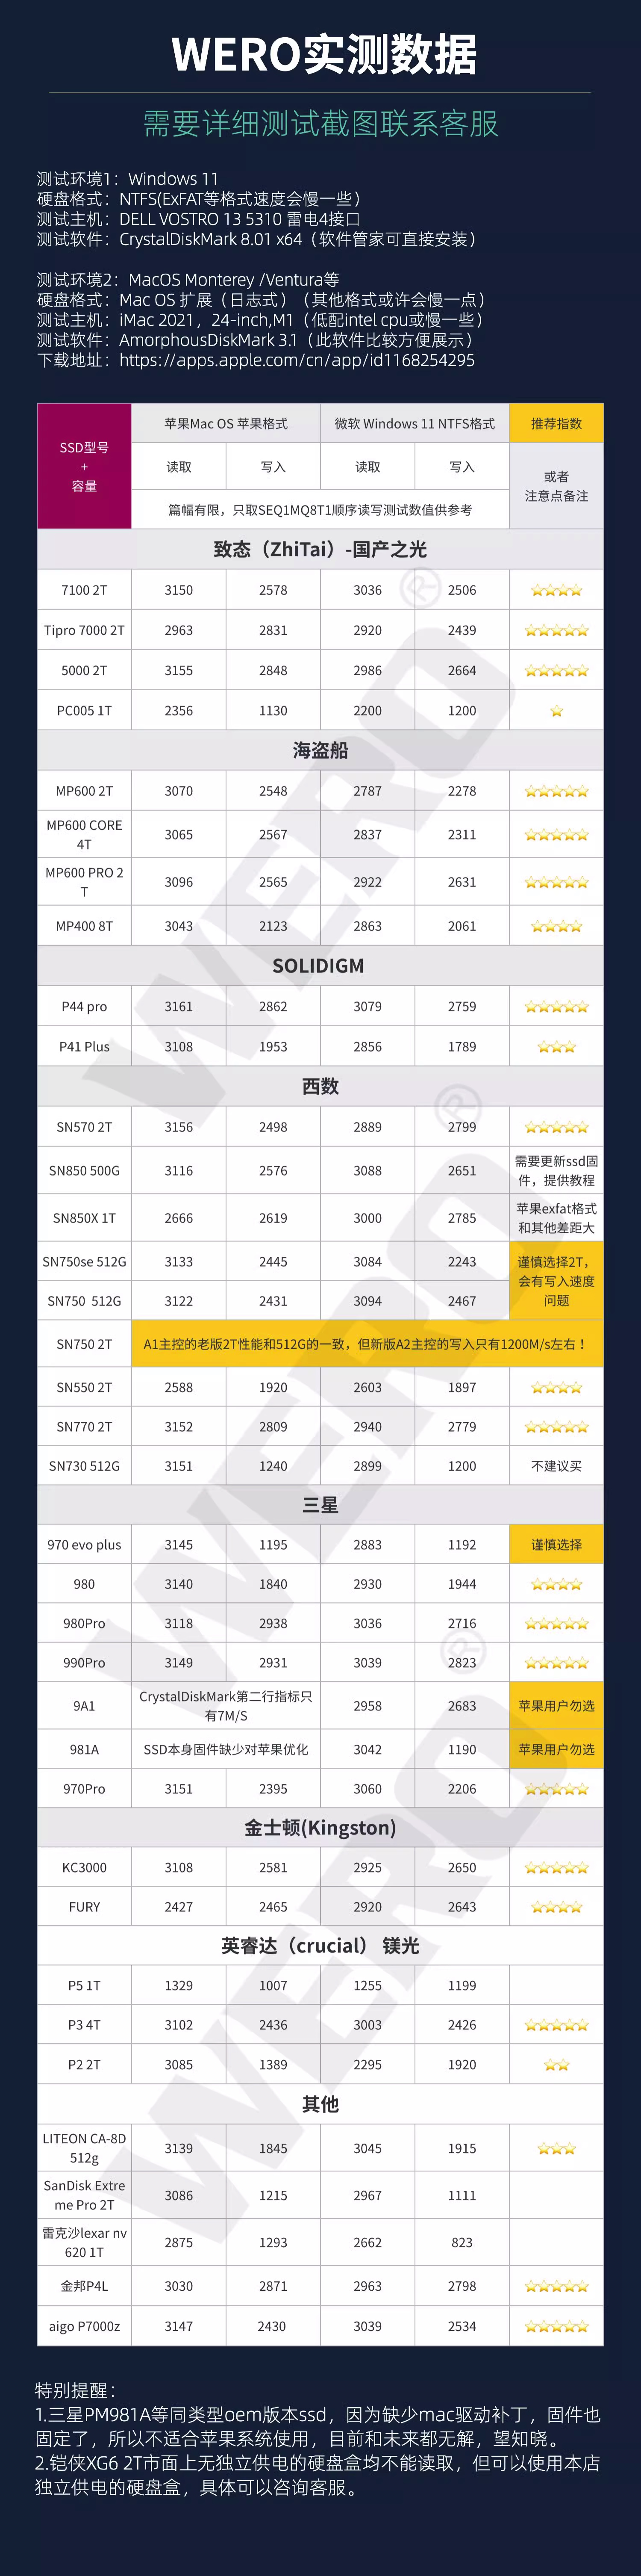 WERO实测数据
需要详细测试截图联系客服
测试环境1：Windows 11
硬盘格式：NTFS(ExFAT等格式速度会慢一些）
测试主机：DELL VOSTRO 13 5310 雷电4接口
测试软件：CrystalDiskMark 8.01 x64（软件管家可直接安装）
测试环境2：MacOS Monterey /Ventura等
硬盘格式：Mac OS 扩展（日志式）（其他格式或许会慢一点）
测试主机：iMac 2021，24-inch,M1（低配intel cpu或慢一些）
测试软件：AmorphousDiskMark 3.1（此软件比较方便展示）
下载地址：https://apps.apple.com/cn/app/id1168254295
SSD型号
+
容量
苹果Mac OS 苹果格式 微软 Windows 11 NTFS格式 推荐指数
读取 写入 读取 写入
或者
注意点备注
篇幅有限，只取SEQ1MQ8T1顺序读写测试数值供参考
致态（ZhiTai）-国产之光
7100 2T 3150 2578 3036 2506
Tipro 7000 2T 2963 2831 2920 2439
5000 2T 3155 2848 2986 2664
PC005 1T 2356 1130 2200 1200
海盗船
MP600 2T 3070 2548 2787 2278
MP600 CORE
4T
3065 2567 2837 2311
MP600 PRO 2
T
3096 2565 2922 2631
MP400 8T 3043 2123 2863 2061
SOLIDIGM
P44 pro 3161 2862 3079 2759
P41 Plus 3108 1953 2856 1789
西数
SN570 2T 3156 2498 2889 2799
SN850 500G 3116 2576 3088 2651
需要更新ssd固
件，提供教程
SN850X 1T 2666 2619 3000 2785
苹果exfat格式
和其他差距大
SN750se 512G 3133 2445 3084 2243
SN750 512G 3122 2431 3094 2467
谨慎选择2T，
会有写入速度
问题
SN750 2T A1主控的老版2T性能和512G的一致，但新版A2主控的写入只有1200M/s左右！
SN550 2T 2588 1920 2603 1897
SN770 2T 3152 2809 2940 2779
SN730 512G 3151 1240 2899 1200 不建议买
三星
970 evo plus 3145 1195 2883 1192 谨慎选择
980 3140 1840 2930 1944
980Pro 3118 2938 3036 2716
990Pro 3149 2931 3039 2823
9A1
CrystalDiskMark第二行指标只
有7M/S
2958 2683 苹果用户勿选
981A SSD本身固件缺少对苹果优化 3042 1190 苹果用户勿选
970Pro 3151 2395 3060 2206
金士顿(Kingston)
KC3000 3108 2581 2925 2650
FURY 2427 2465 2920 2643
英睿达（crucial） 镁光
P5 1T 1329 1007 1255 1199
P3 4T 3102 2436 3003 2426
P2 2T 3085 1389 2295 1920
其他
LITEON CA-8D
512g
3139 1845 3045 1915
SanDisk Extre
me Pro 2T
3086 1215 2967 1111
雷克沙lexar nv
620 1T
2875 1293 2662 823
金邦P4L 3030 2871 2963 2798
aigo P7000z 3147 2430 3039 2534
WERO®
WERO®
WERO®
特别提醒：
1.三星PM981A等同类型oem版本ssd，因为缺少mac驱动补丁，固件也
固定了，所以不适合苹果系统使用，目前和未来都无解，望知晓。
2.铠侠XG6 2T市面上无独立供电的硬盘盒均不能读取，但可以使用本店
独立供电的硬盘盒，具体可以咨询客服。